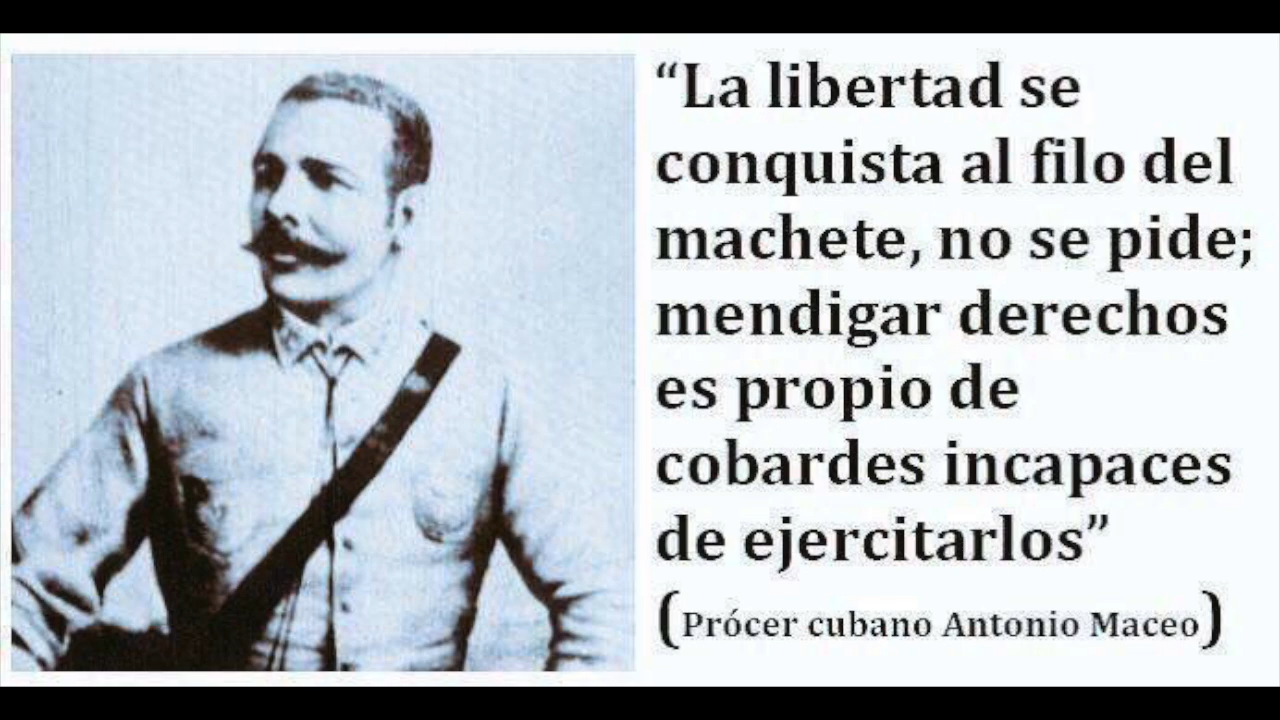 “La libertad se
conquista al filo del
machete, no se pide;
mendigar derechos
es propio de
cobardes incapaces
de ejercitarlos”
(Prócer cubano Antonio Maceo)